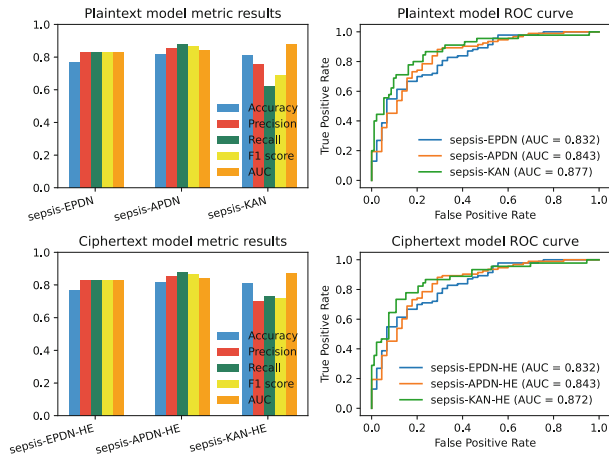 Plaintext model metric results
1.0
0.8
0.6
0.4
0.2
0.0
Accuracy
Precision
Recall
F1 score
AUC
sepsis-EPDN
sepsis-APDN
sepsis-KAN
Plaintext model ROC curve
True Positive Rate
1.0
0.8
0.6
0.4
0.2
0.0
sepsis-EPDN (AUC = 0.832)
sepsis-APDN (AUC = 0.843)
sepsis-KAN (AUC = 0.877)
0.0 0.2 0.4 0.6 0.8 1.0
False Positive Rate
Ciphertext model metric results
1.0
0.8
0.6
0.4
0.2
0.0
Accuracy
Precision
Recall
F1 score
AUC
sepsis-EPDN-HE
sepsis-APDN-HE
sepsis-KAN-HE
Ciphertext model ROC curve
True Positive Rate
1.0
0.8
0.6
0.4
0.2
0.0
sepsis-EPDN-HE (AUC = 0.832)
sepsis-APDN-HE (AUC = 0.843)
sepsis-KAN-HE (AUC = 0.872)
0.0 0.2 0.4 0.6 0.8 1.0
False Positive Rate